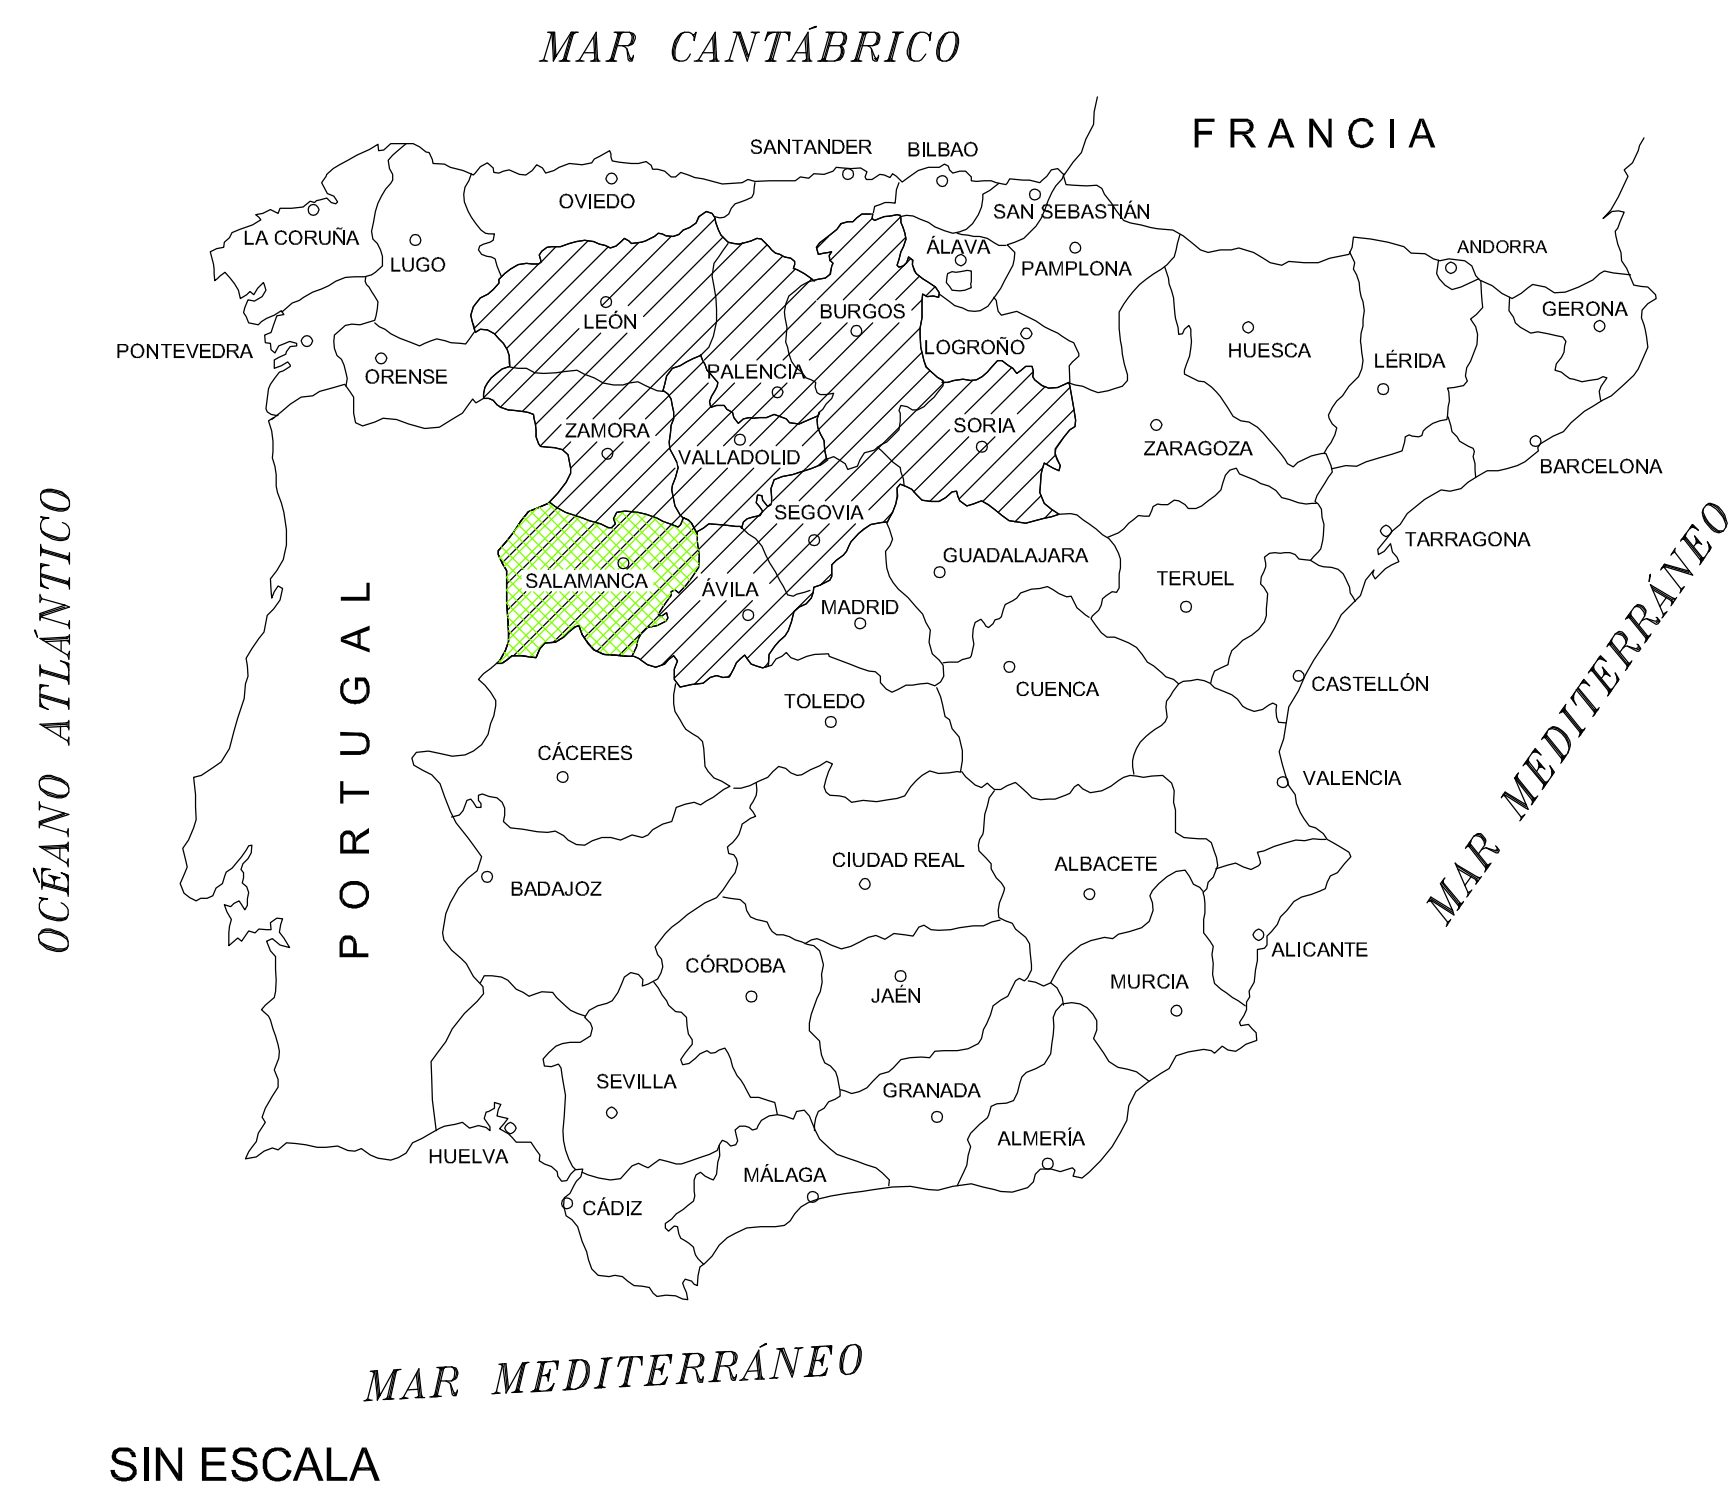 MAR CANTÁBRICO
FRANCIA
SANTANDER
BILBAO
OVIEDO
SAN SEBASTIÁN
LA CORUÑA
LUGO
ÁLAVA
PAMPLONA
ANDORRA
LEÓN
BURGOS
GERONA
PONTEVEDRA
ORENSE
PALENCIA
LOGROÑO
HUESCA
LÉRIDA
ZAMORA
VALLADOLID
SORIA
ZARAGOZA
BARCELONA
SEGOVIA
TARRAGONA
SALAMANCA
ÁVILA
MADRID
GUADALAJARA
TERUEL
OCÉANO ATLÁNTICO
PORTUGAL
MAR MEDITERRÁNEO
TOLEDO
CUENCA
CASTELLÓN
CÁCERES
VALENCIA
BADAJOZ
CIUDAD REAL
ALBACETE
ALICANTE
CÓRDOBA
JAÉN
MURCIA
SEVILLA
GRANADA
HUELVA
ALMERÍA
MÁLAGA
CÁDIZ
MAR MEDITERRÁNEO
SIN ESCALA